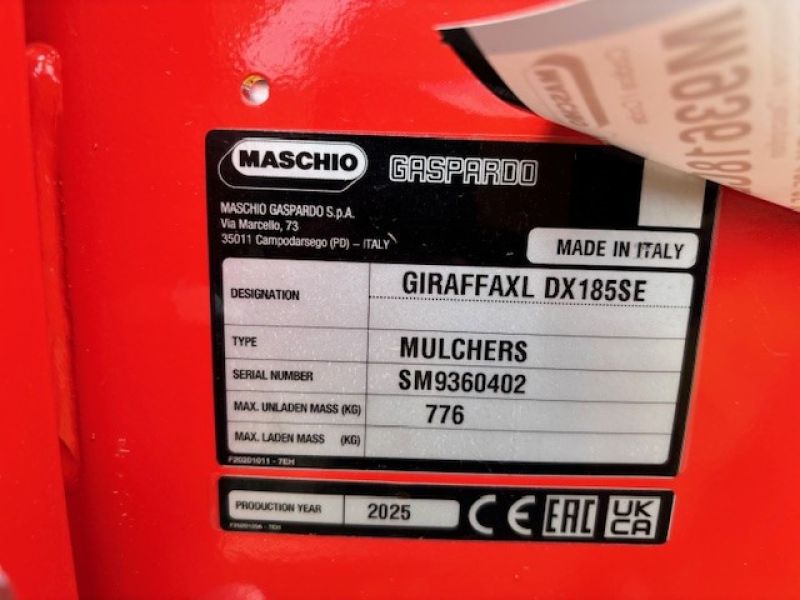 MASCHIO GASPARDO
MASCHIO GASPARDO S.p.A.
Via Marcello, 73
35011 Campodarsego (PD) – ITALY
MADE IN ITALY
DESIGNATION GIRAFFAXL DX185SE
TYPE MULCHERS
SERIAL NUMBER SM9360402
MAX. UNLADEN MASS (KG) 776
MAX. LADEN MASS (KG)
F20201011 - 7EH
PRODUCTION YEAR 2025 CE EAC UK CA